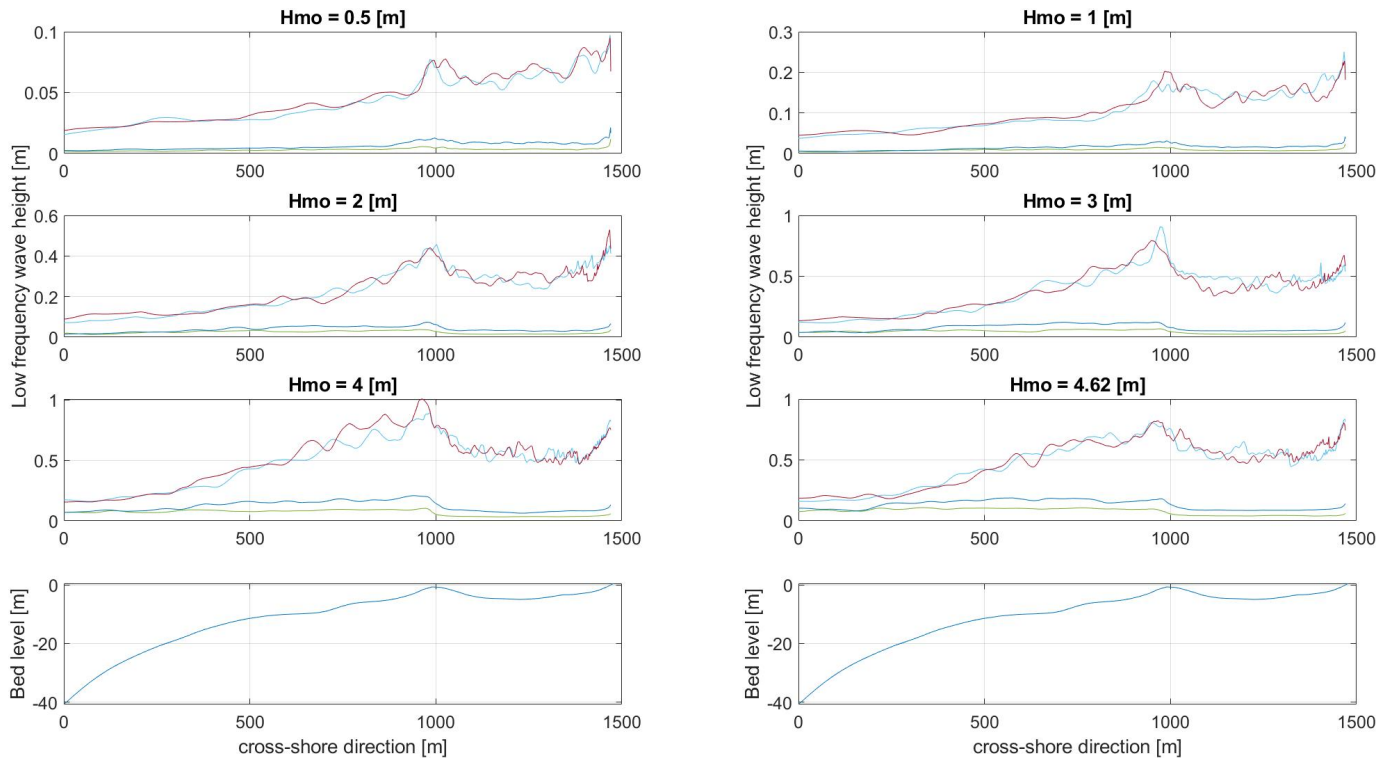 Hmo = 0.5 [m]
0.1
0.05
0
0 500 1000 1500
Hmo = 1 [m]
0.3
0.2
0.1
0
0 500 1000 1500
Low frequency wave height [m]
Hmo = 2 [m]
0.6
0.4
0.2
0
0 500 1000 1500
Low frequency wave height [m]
Hmo = 3 [m]
1
0.5
0
0 500 1000 1500
Hmo = 4 [m]
1
0.5
0
0 500 1000 1500
Hmo = 4.62 [m]
1
0.5
0
0 500 1000 1500
Bed level [m]
0
-20
-40
0 500 1000 1500
cross-shore direction [m]
Bed level [m]
0
-20
-40
0 500 1000 1500
cross-shore direction [m]